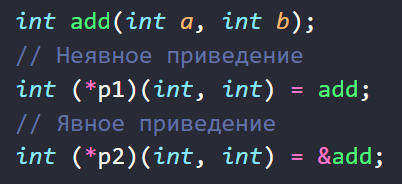 int add(int a, int b);
// Неявное приведение
int (*p1)(int, int) = add;
// Явное приведение
int (*p2)(int, int) = &add;